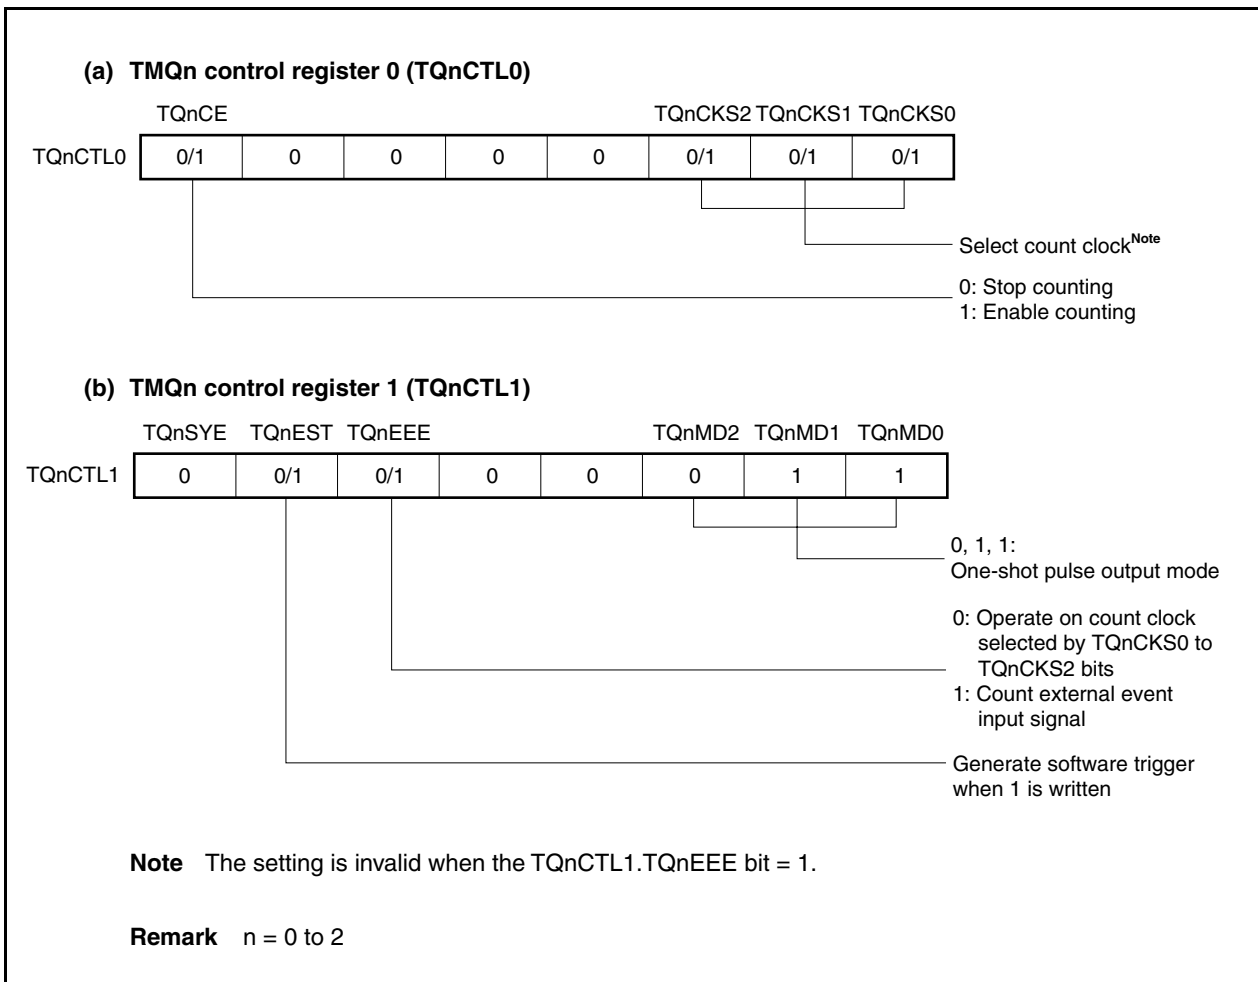 (a) TMQn control register 0 (TQnCTL0)
TQnCE TQnCKS2 TQnCKS1 TQnCKS0
TQnCTL0 0/1 0 0 0 0 0/1 0/1 0/1
Select count clockNote
0: Stop counting
1: Enable counting
(b) TMQn control register 1 (TQnCTL1)
TQnSYE TQnEST TQnEEE TQnMD2 TQnMD1 TQnMD0
TQnCTL1 0 0/1 0/1 0 0 0 1 1
0, 1, 1:
One-shot pulse output mode
0: Operate on count clock
selected by TQnCKS0 to
TQnCKS2 bits
1: Count external event
input signal
Generate software trigger
when 1 is written
Note The setting is invalid when the TQnCTL1.TQnEEE bit = 1.
Remark n = 0 to 2